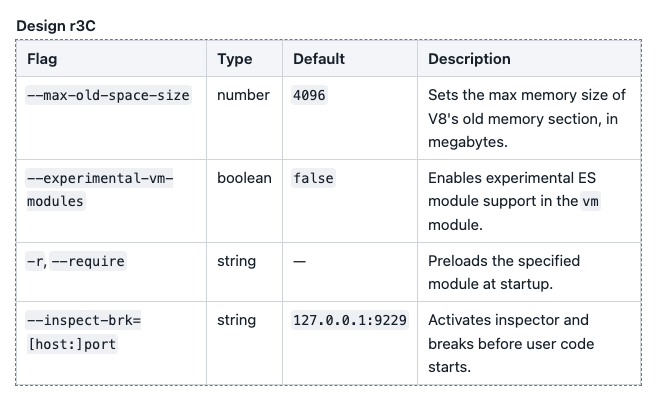 Design r3C
Flag Type Default Description
--max-old-space-size number 4096 Sets the max memory size of
V8's old memory section, in
megabytes.
--experimental-vm- boolean false Enables experimental ES
modules module support in the vm
module.
-r, --require string — Preloads the specified
module at startup.
--inspect-brk= string 127.0.0.1:9229 Activates inspector and
[host:]port breaks before user code
starts.